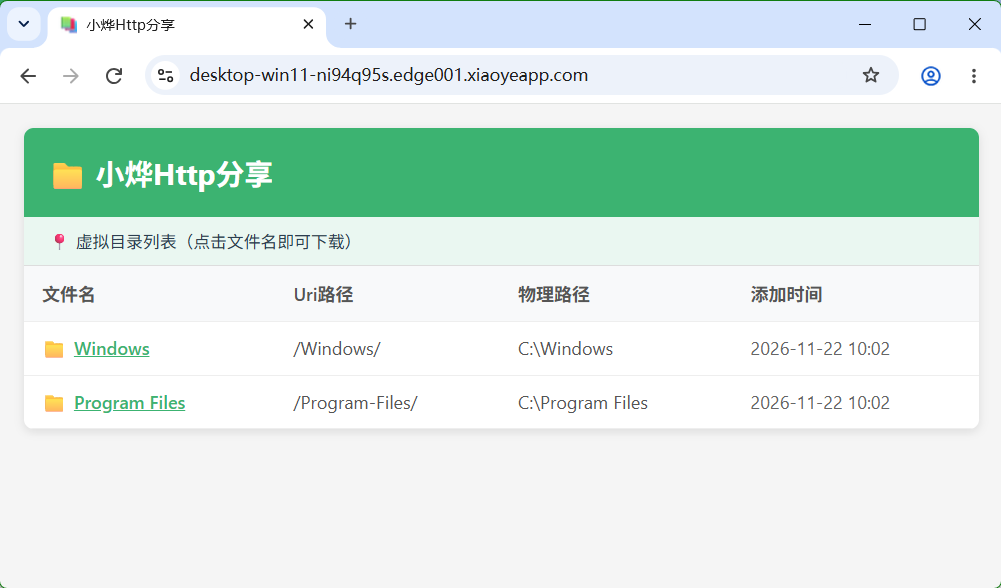 小烨Http分享
desktop-win11-ni94q95s.edge001.xiaoyeapp.com
小烨Http分享
虚拟目录列表（点击文件名即可下载）
文件名 Uri路径 物理路径 添加时间
Windows /Windows/ C:\Windows 2026-11-22 10:02
Program Files /Program-Files/ C:\Program Files 2026-11-22 10:02